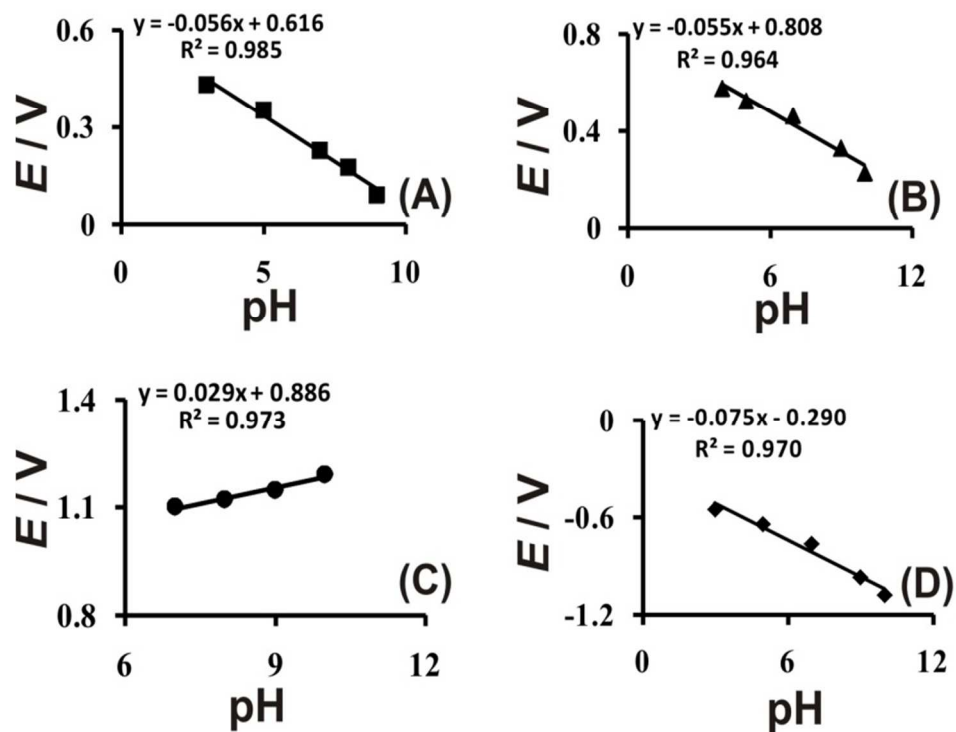 y = -0.056x + 0.616
R² = 0.985
0.6
0.3
0
E / V
(A)
0 5 10
pH
y = -0.055x + 0.808
R² = 0.964
0.8
0.4
0
E / V
(B)
0 6 12
pH
y = 0.029x + 0.886
R² = 0.973
1.4
1.1
0.8
E / V
(C)
6 9 12
pH
y = -0.075x - 0.290
R² = 0.970
0
-0.6
-1.2
E / V
(D)
0 6 12
pH